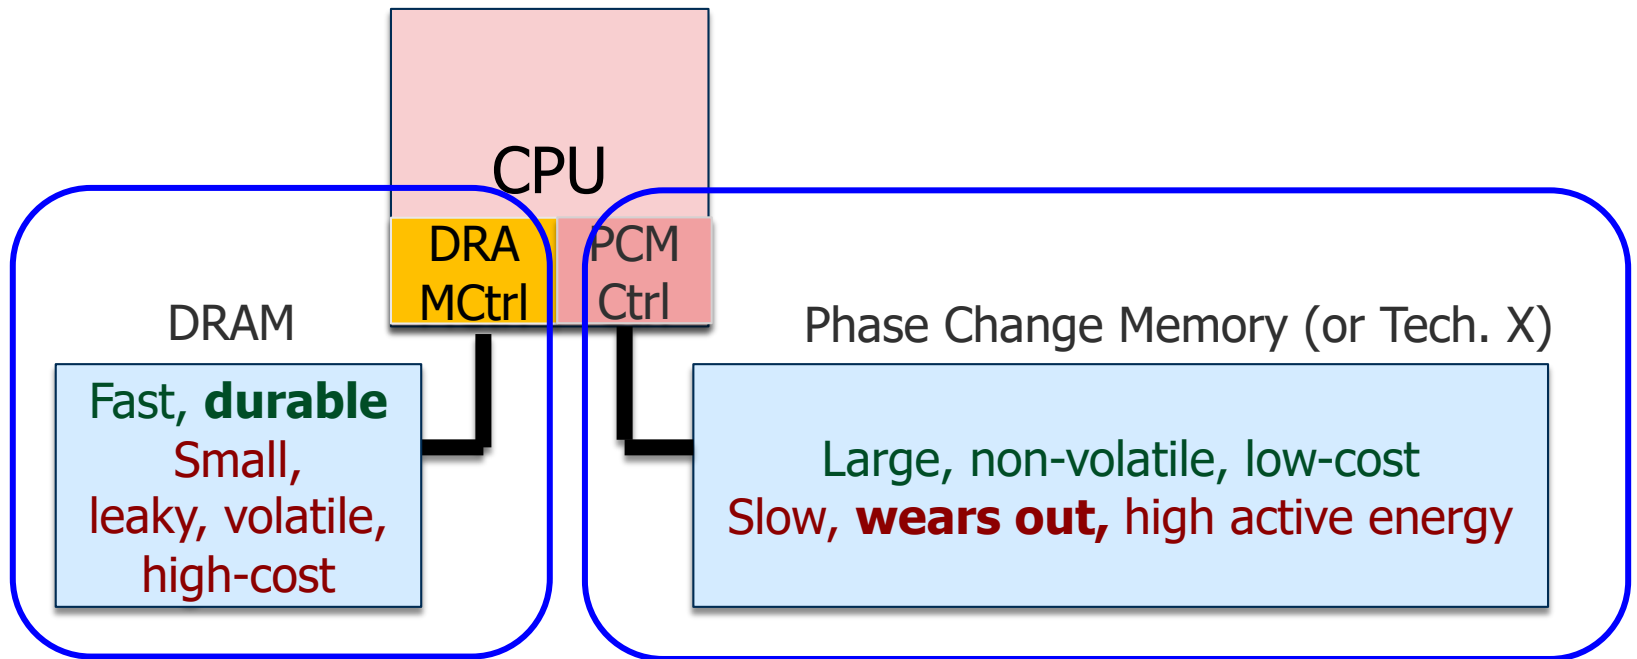 CPU
DRA
MCtrl
PCM
Ctrl
DRAM
Fast, durable
Small,
leaky, volatile,
high-cost
Phase Change Memory (or Tech. X)
Large, non-volatile, low-cost
Slow, wears out, high active energy